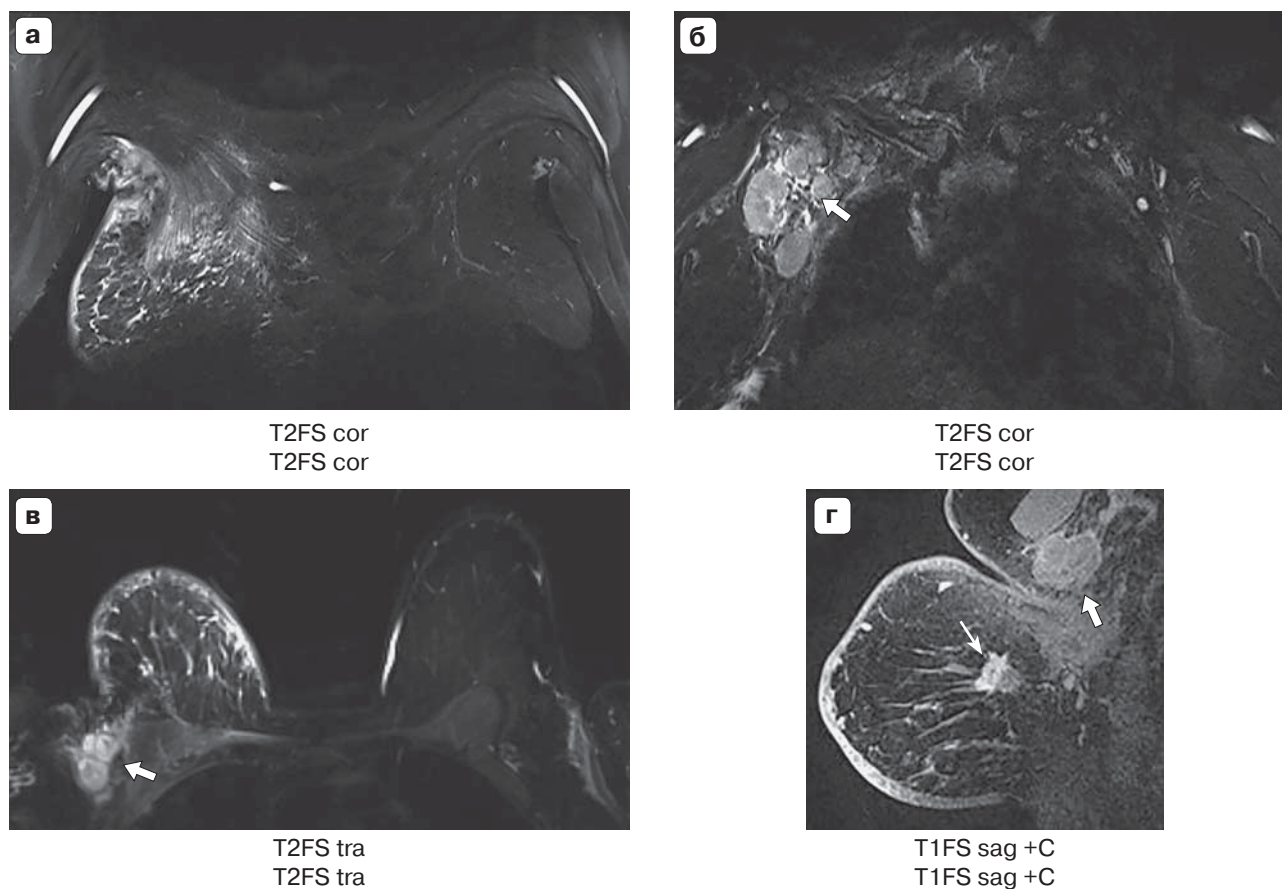 а
б
T2FS cor
T2FS cor
T2FS cor
T2FS cor
в
г
T2FS tra
T2FS tra
T1FS sag +C
T1FS sag +C